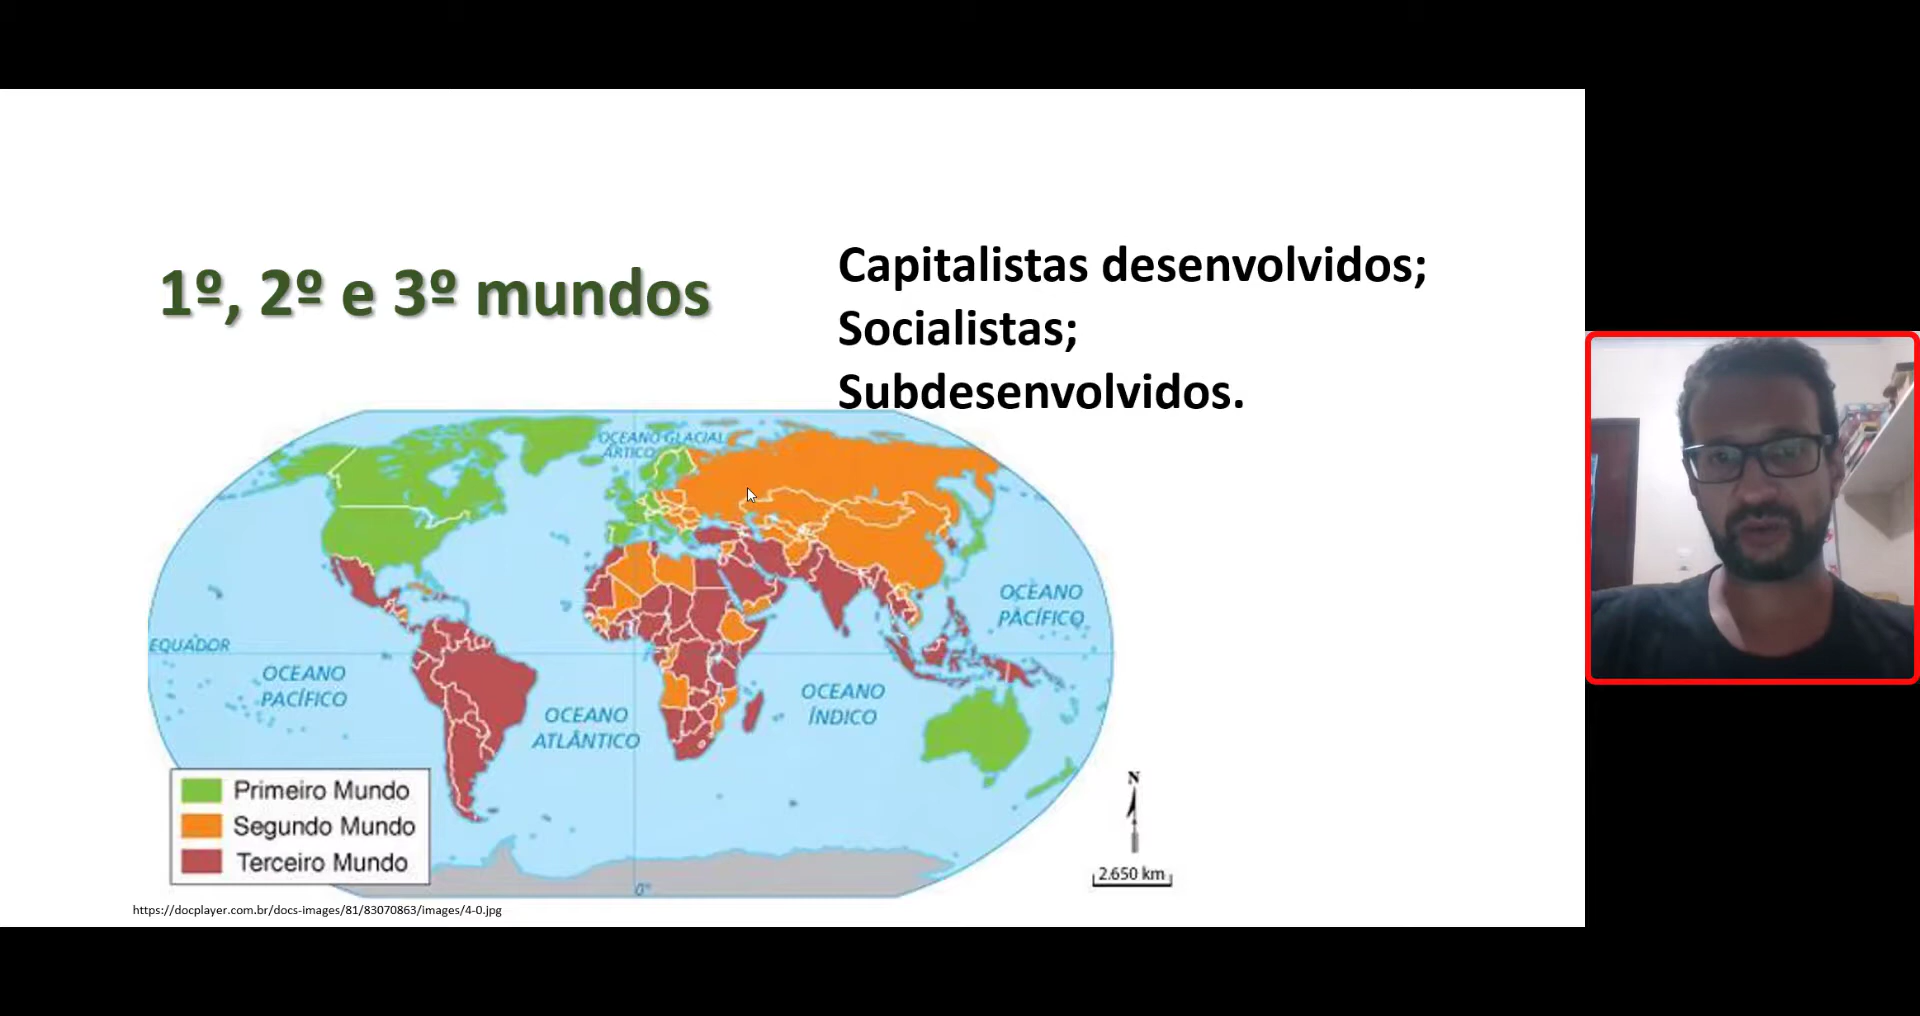 1º, 2º e 3º mundos
Capitalistas desenvolvidos;
Socialistas;
Subdesenvolvidos.
OCEANO GLACIAL
ÁRTICO
OCEANO
PACÍFICO
EQUADOR
OCEANO
PACÍFICO
OCEANO
ATLÂNTICO
OCEANO
ÍNDICO
N
2.650 km
Primeiro Mundo
Segundo Mundo
Terceiro Mundo
0°
https://docplayer.com.br/docs-images/81/83070863/images/4-0.jpg